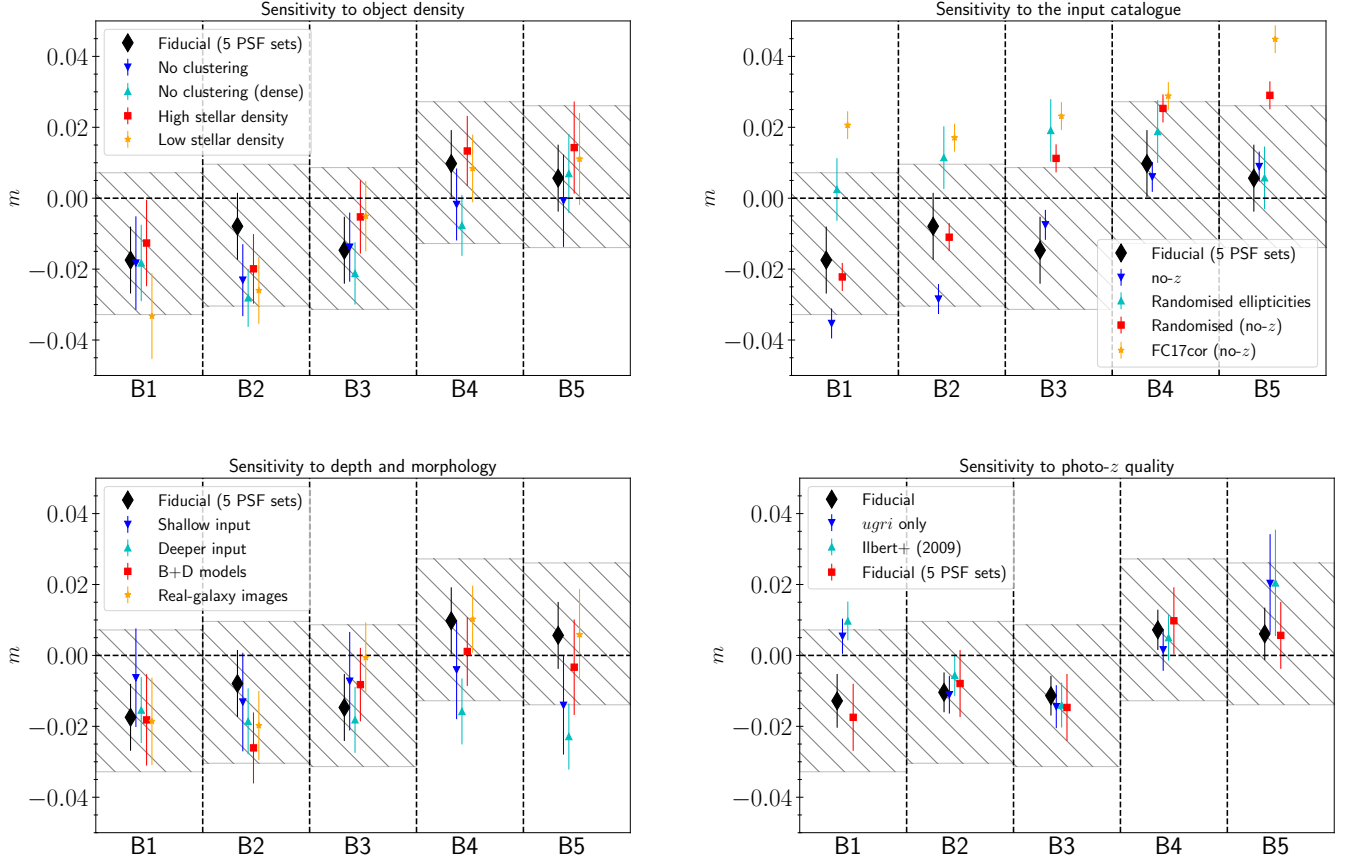 Sensitivity to object density
0.04
0.02
0.00
−0.02
−0.04
m
Fiducial (5 PSF sets)
No clustering
No clustering (dense)
High stellar density
Low stellar density
B1 B2 B3 B4 B5
Sensitivity to the input catalogue
0.04
0.02
0.00
−0.02
−0.04
m
Fiducial (5 PSF sets)
no-z
Randomised ellipticities
Randomised (no-z)
FC17cor (no-z)
B1 B2 B3 B4 B5
Sensitivity to depth and morphology
0.04
0.02
0.00
−0.02
−0.04
m
Fiducial (5 PSF sets)
Shallow input
Deeper input
B+D models
Real-galaxy images
B1 B2 B3 B4 B5
Sensitivity to photo-z quality
0.04
0.02
0.00
−0.02
−0.04
m
Fiducial
ugri only
Ilbert+ (2009)
Fiducial (5 PSF sets)
B1 B2 B3 B4 B5